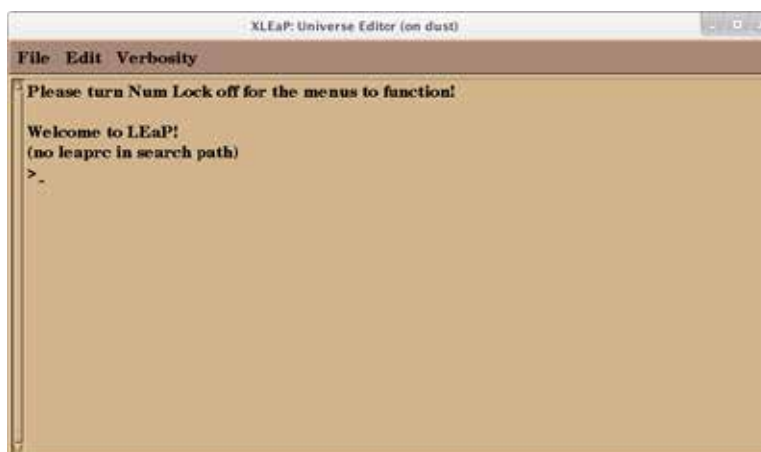 XLEaP: Universe Editor (on dust)
File Edit Verbosity
Please turn Num Lock off for the menus to function!
Welcome to LEaP!
(no leaprc in search path)
>_